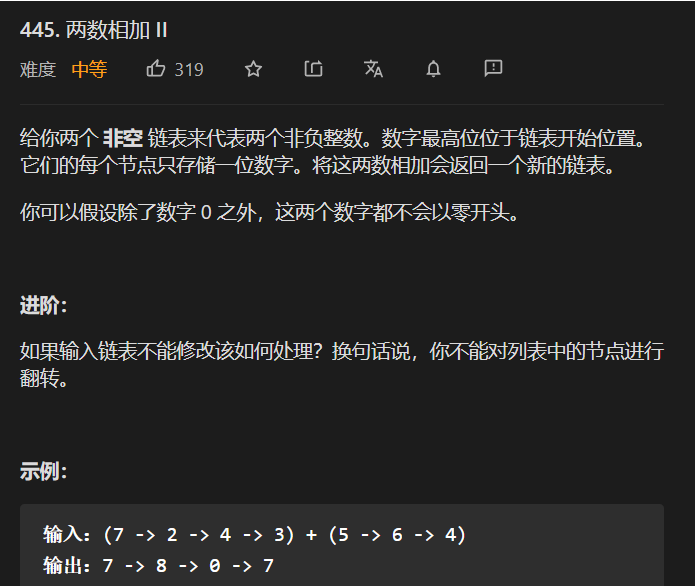 445. 两数相加 II
难度 中等 319
给你两个 非空 链表来代表两个非负整数。数字最高位位于链表开始位置。
它们的每个节点只存储一位数字。将这两数相加会返回一个新的链表。
你可以假设除了数字 0 之外，这两个数字都不会以零开头。
进阶：
如果输入链表不能修改该如何处理？换句话说，你不能对列表中的节点进行
翻转。
示例：
输入：(7 -> 2 -> 4 -> 3) + (5 -> 6 -> 4)
输出：7 -> 8 -> 0 -> 7